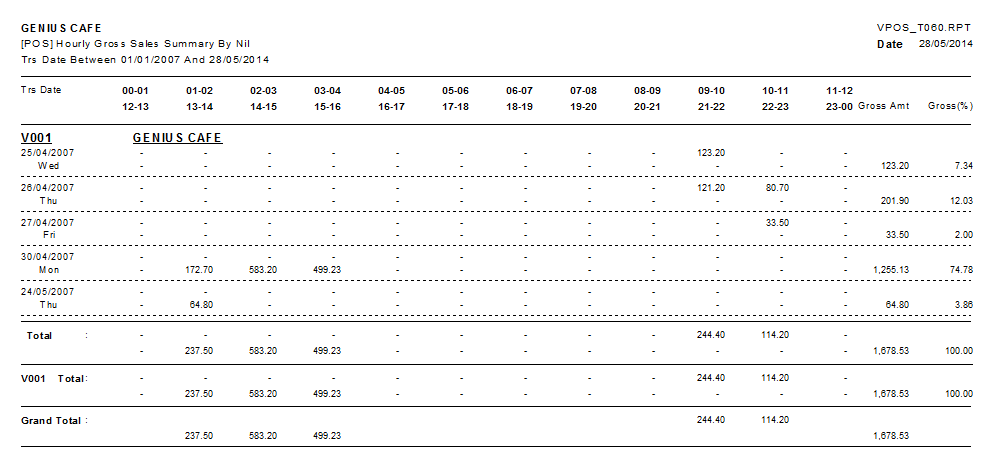 GENIUS CAFE VPOS_T060.RPT
[POS] Hourly Gross Sales Summary By Nil Date 28/05/2014
Trs Date Between 01/01/2007 And 28/05/2014
Trs Date 00-01 01-02 02-03 03-04 04-05 05-06 06-07 07-08 08-09 09-10 10-11 11-12
12-13 13-14 14-15 15-16 16-17 17-18 18-19 19-20 20-21 21-22 22-23 23-00 Gross Amt Gross(%)
V001 GENIUS CAFE
25/04/2007 - - - - - - - - - 123.20 - -
Wed - - - - - - - - - - - - 123.20 7.34
26/04/2007 - - - - - - - - - 121.20 80.70 -
Thu - - - - - - - - - - - - 201.90 12.03
27/04/2007 - - - - - - - - - - 33.50 -
Fri - - - - - - - - - - - - 33.50 2.00
30/04/2007 - - - - - - - - - - - -
Mon - 172.70 583.20 499.23 - - - - - - - - 1,255.13 74.78
24/05/2007 - - - - - - - - - - - -
Thu - 64.80 - - - - - - - - - - 64.80 3.86
Total : - - - - - - - - - 244.40 114.20 -
- 237.50 583.20 499.23 - - - - - - - - 1,678.53 100.00
V001 Total: - - - - - - - - - 244.40 114.20 -
- 237.50 583.20 499.23 - - - - - - - - 1,678.53 100.00
Grand Total : 244.40 114.20
237.50 583.20 499.23 1,678.53